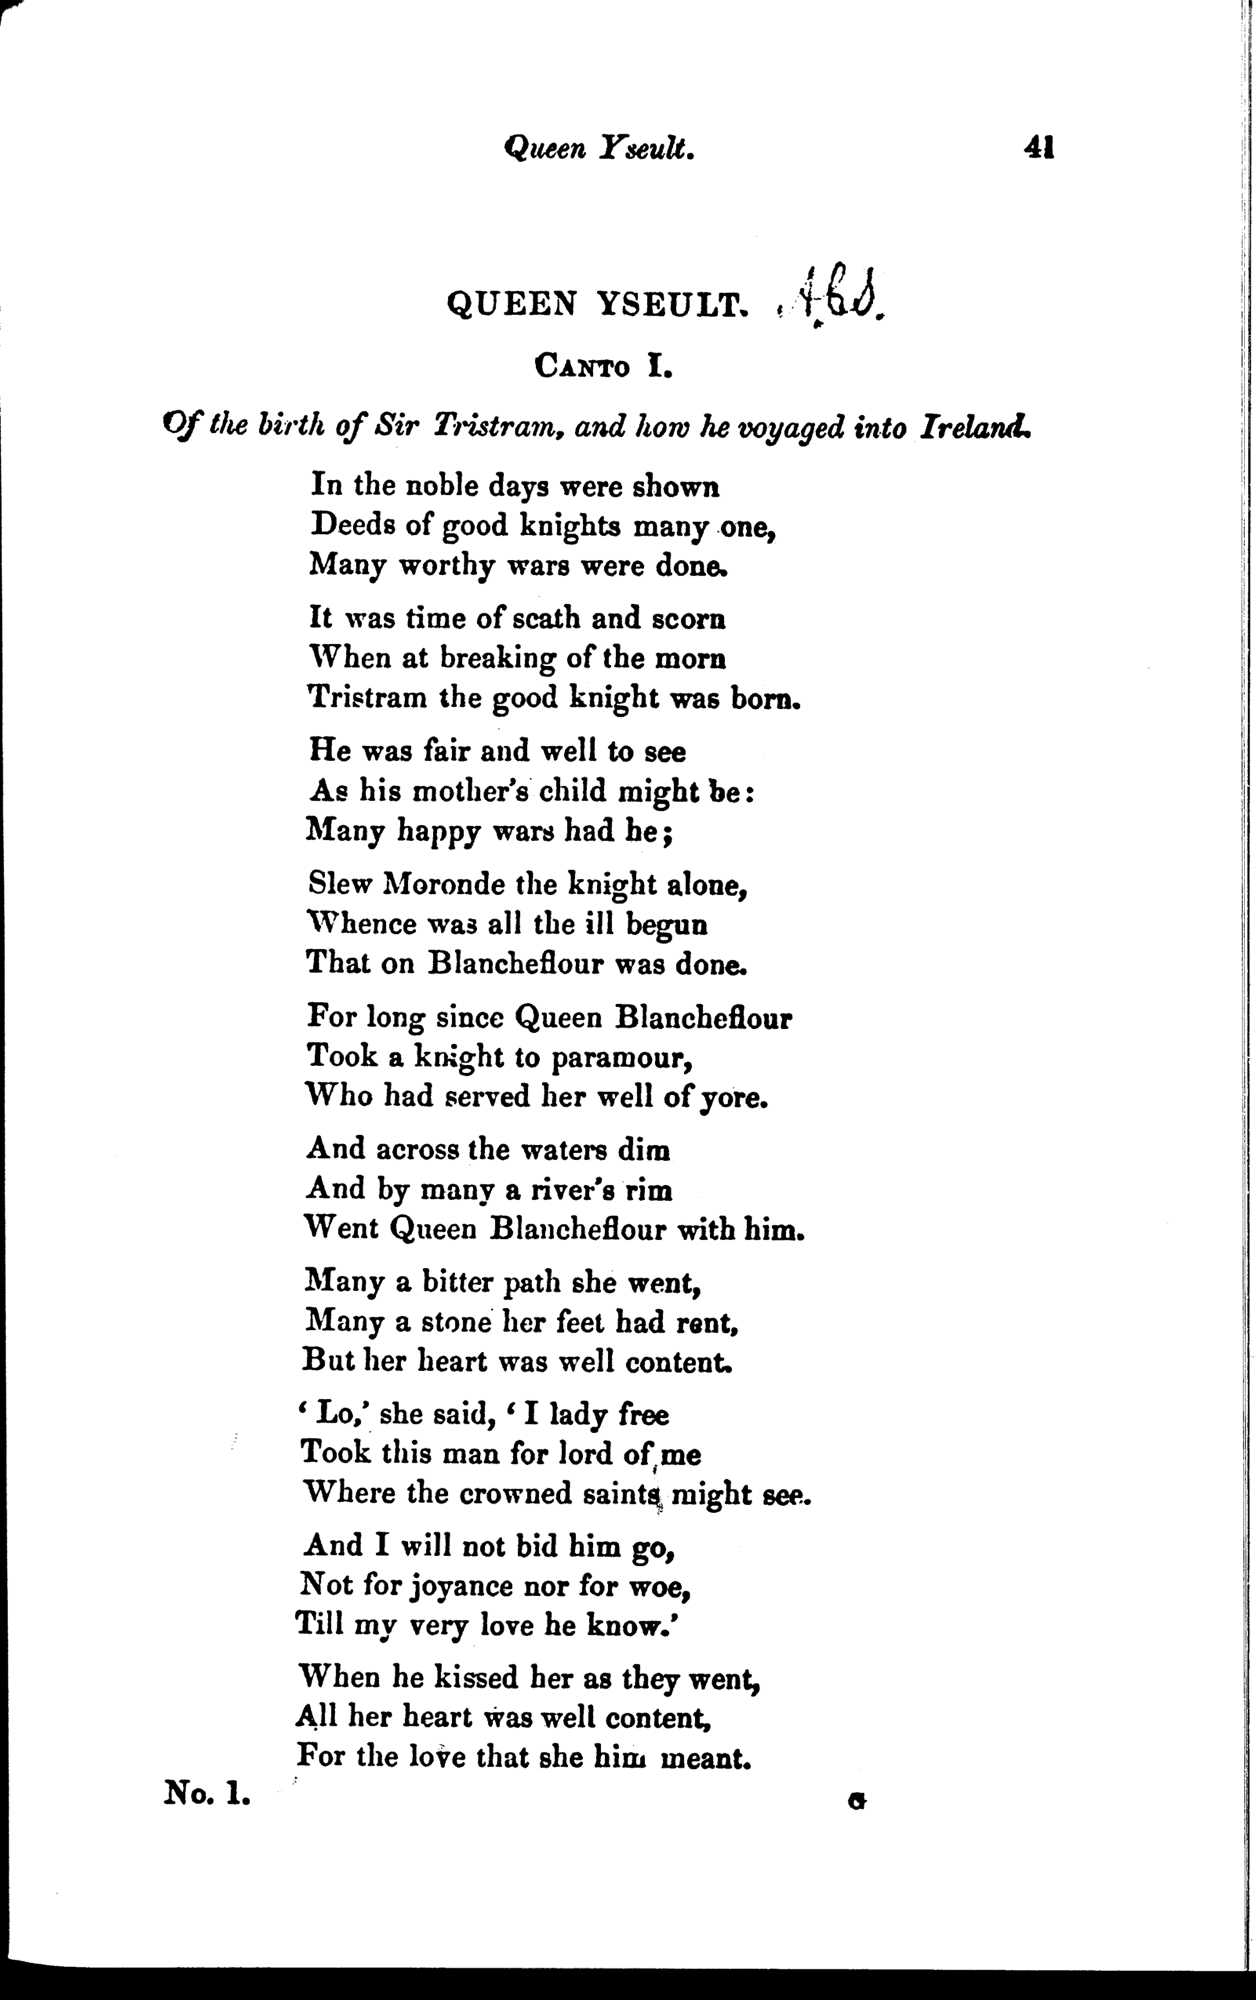 Queen Yseult. 41
QUEEN YSEULT. A.C.S.
CANTO I.
Of the birth of Sir Tristram, and how he voyaged into Ireland.
In the noble days were shown
Deeds of good knights many one,
Many worthy wars were done.
It was time of scath and scorn
When at breaking of the morn
Tristram the good knight was born.
He was fair and well to see
As his mother's child might be:
Many happy wars had he;
Slew Moronde the knight alone,
Whence was all the ill begun
That on Blancheflour was done.
For long since Queen Blancheflour
Took a knight to paramour,
Who had served her well of yore.
And across the waters dim
And by many a river's rim
Went Queen Blancheflour with him.
Many a bitter path she went,
Many a stone her feet had rent,
But her heart was well content.
‘ Lo,’ she said, ‘ I lady free
Took this man for lord of me
Where the crowned saints might see.
And I will not bid him go,
Not for joyance nor for woe,
Till my very love he know.’
When he kissed her as they went,
All her heart was well content,
For the love that she him meant.
No. 1. G